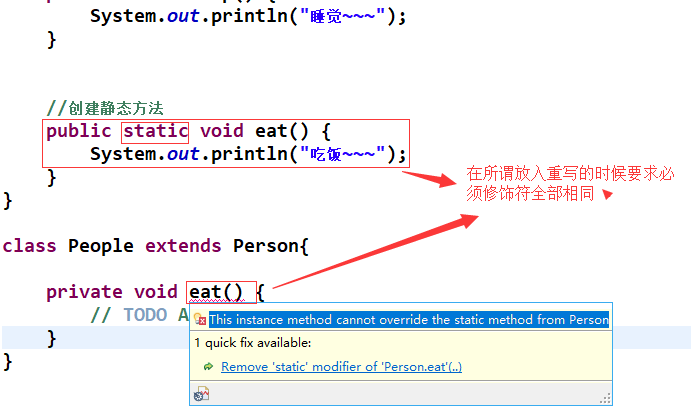 System.out.println("睡觉~~~");
}
//创建静态方法
public static void eat() {
System.out.println("吃饭~~~");
}
}
在所谓放入重写的时候要求必
须修饰符全部相同
class People extends Person{
private void eat() {
// TODO A
This instance method cannot override the static method from Person
1 quick fix available:
Remove 'static' modifier of 'Person.eat'(..)
}
}